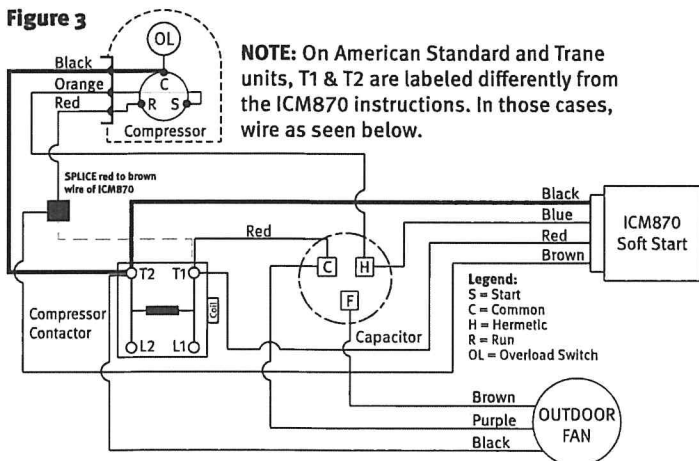 Figure 3
NOTE: On American Standard and Trane
units, T1 & T2 are labeled differently from
the ICM870 instructions. In those cases,
wire as seen below.
OL
Black
Orange
Red
C
R
S
Compressor
SPLICE red to brown
wire of ICM870
Black
Blue
Red
Brown
ICM870
Soft Start
Red
T2
T1
Coil
L2
L1
Compressor
Contactor
C
H
F
Capacitor
Legend:
S = Start
C = Common
H = Hermetic
R = Run
OL = Overload Switch
Brown
Purple
Black
OUTDOOR
FAN